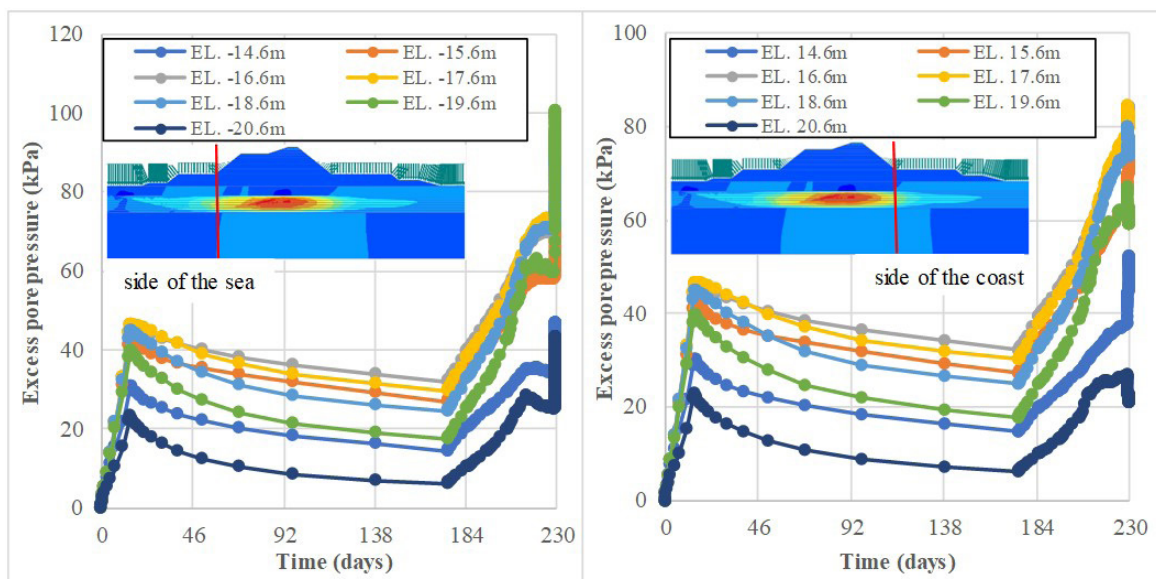 120
100
80
60
40
20
0
Excess pore pressure (kPa)
EL. -14.6m
EL. -15.6m
EL. -16.6m
EL. -17.6m
EL. -18.6m
EL. -19.6m
EL. -20.6m
side of the sea
0
46
92
138
184
230
Time (days)
100
80
60
40
20
0
Excess pore pressure (kPa)
EL. 14.6m
EL. 15.6m
EL. 16.6m
EL. 17.6m
EL. 18.6m
EL. 19.6m
EL. 20.6m
side of the coast
0
46
92
138
184
230
Time (days)